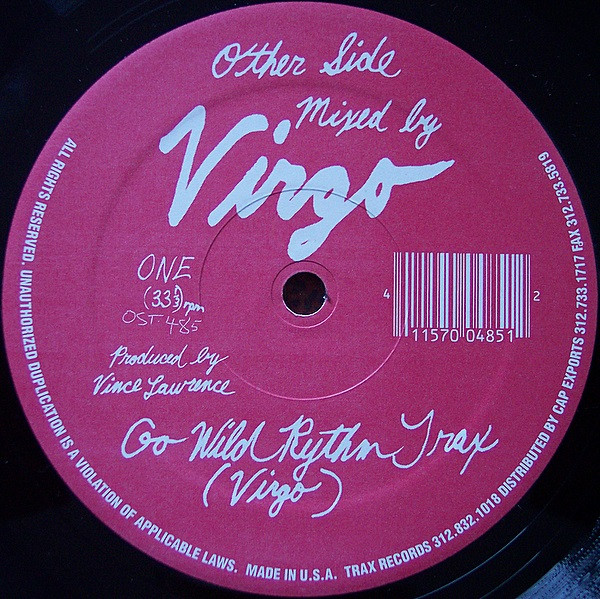 Other Side
Mixed by
Virgo
ONE
(33⅓)rpm
OST-485
Produced by
Vince Lawrence
4 11570 04851 2
Go Wild Rythm Trax
(Virgo)
ALL RIGHTS RESERVED. UNAUTHORIZED DUPLICATION IS A VIOLATION OF APPLICABLE LAWS. MADE IN U.S.A. TRAX RECORDS 312.832.1018 DISTRIBUTED BY CAP EXPORTS 312.733.1717 FAX 312.733.5819